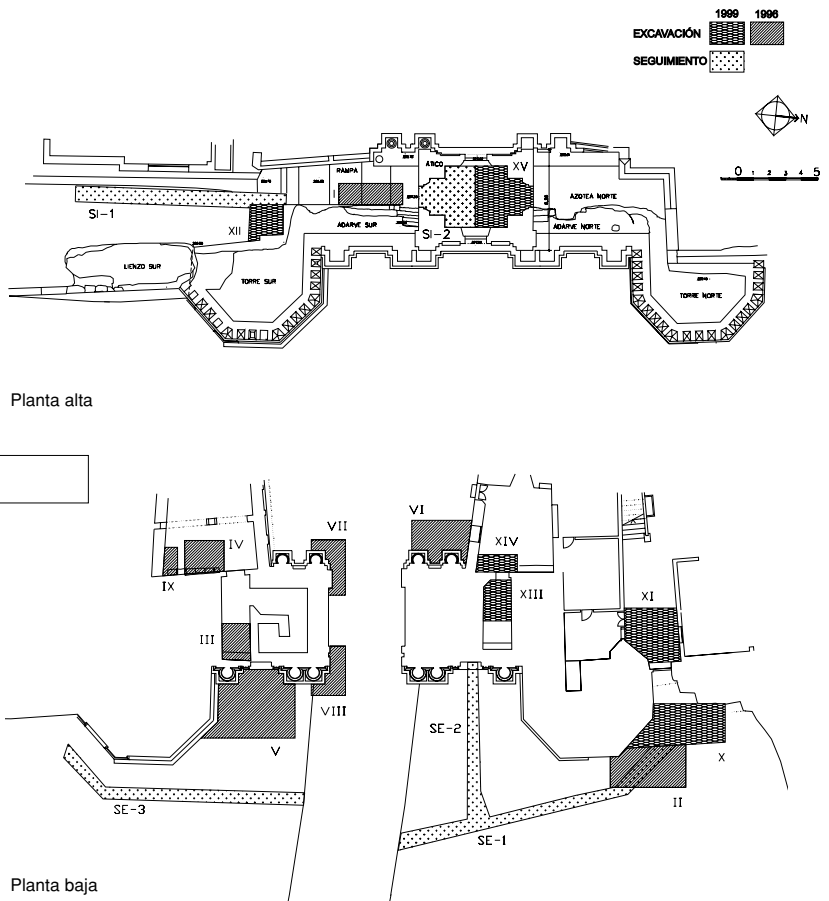 1999 1996
EXCAVACIÓN
SEGUIMIENTO
N
0 1 2 3 4 5
RAMPA
ATICO
XV
I
AZOTEA NORTE
SI-1
XII
ADARVE SUR
SI-2
ADARVE NORTE
LIENZO SUR
TORRE SUR
TORRE NORTE
Planta alta
VII
VI
IV
XIV
IX
XIII
XI
III
VIII
V
SE-2
X
SE-3
II
SE-1
Planta baja